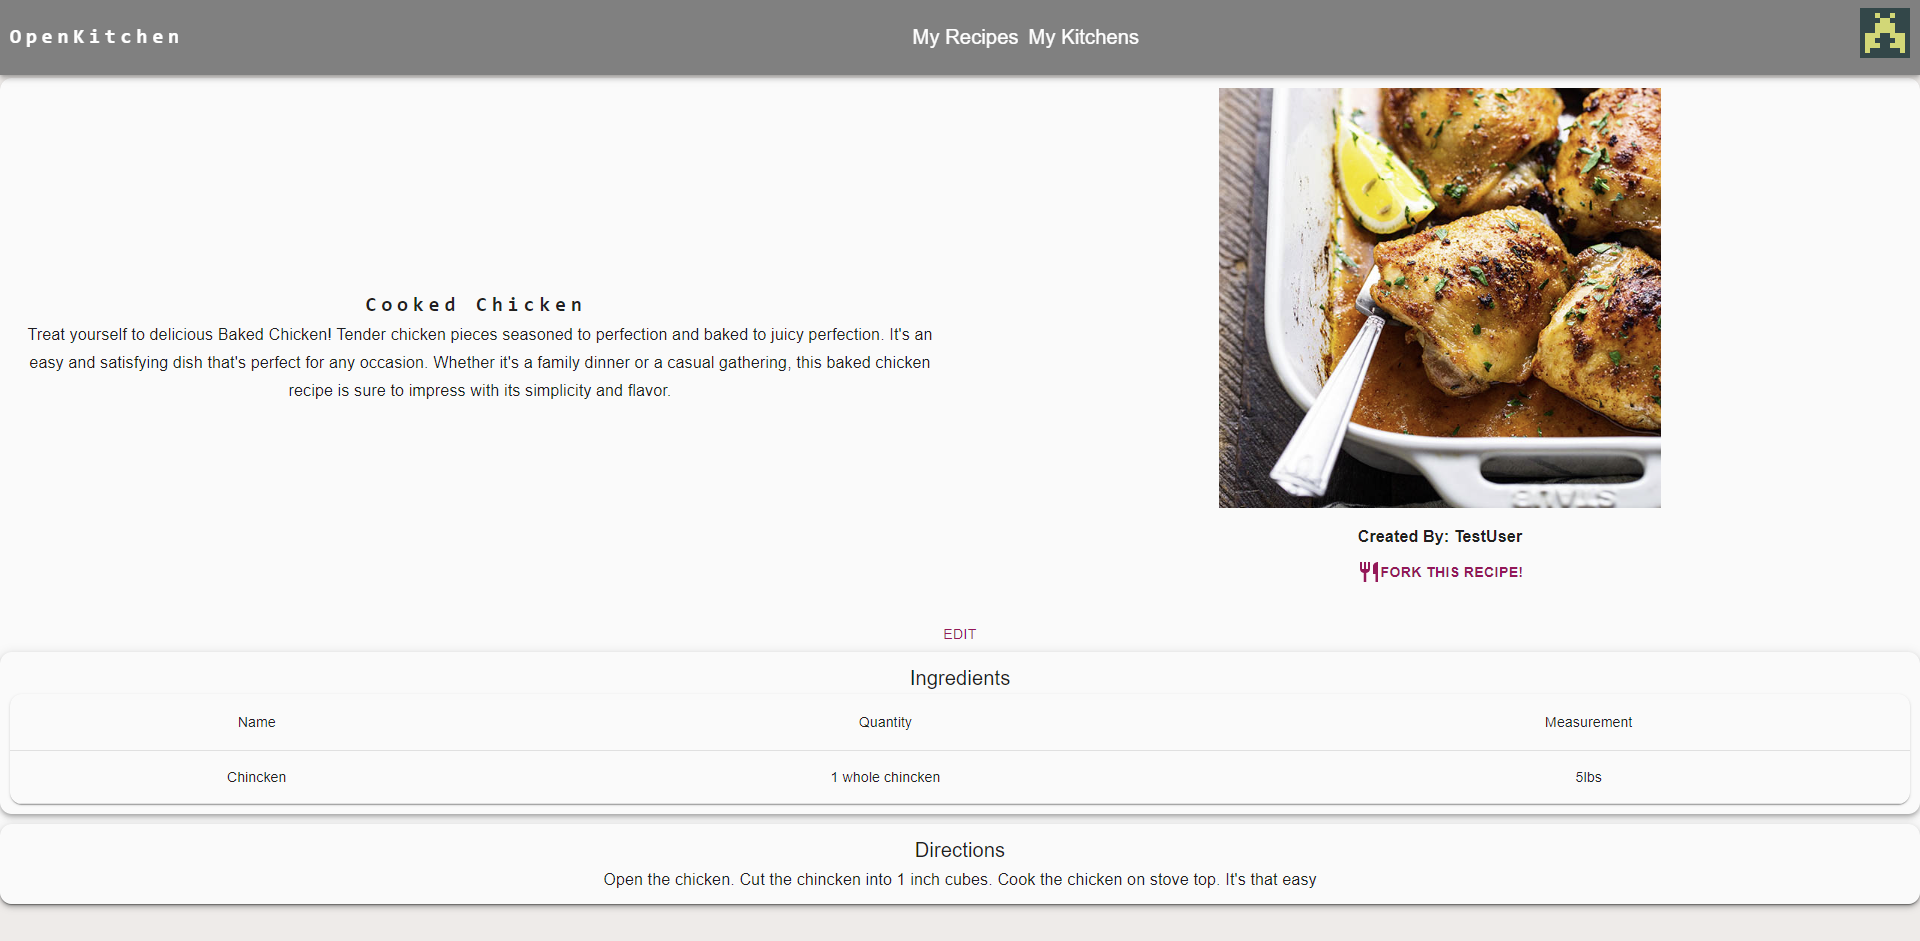 OpenKitchen
My Recipes My Kitchens
Cooked Chicken
Treat yourself to delicious Baked Chicken! Tender chicken pieces seasoned to perfection and baked to juicy perfection. It's an
easy and satisfying dish that's perfect for any occasion. Whether it's a family dinner or a casual gathering, this baked chicken
recipe is sure to impress with its simplicity and flavor.
STAUB
Created By: TestUser
FORK THIS RECIPE!
EDIT
Ingredients
Name Quantity Measurement
Chincken 1 whole chincken 5lbs
Directions
Open the chicken. Cut the chincken into 1 inch cubes. Cook the chicken on stove top. It's that easy